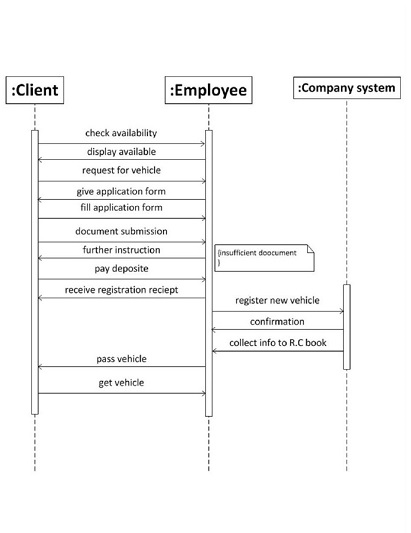 :Client
:Employee
:Company system
check availability
display available
request for vehicle
give application form
fill application form
document submission
further instruction
{insufficient doocument
}
pay deposite
receive registration reciept
register new vehicle
confirmation
collect info to R.C book
pass vehicle
get vehicle